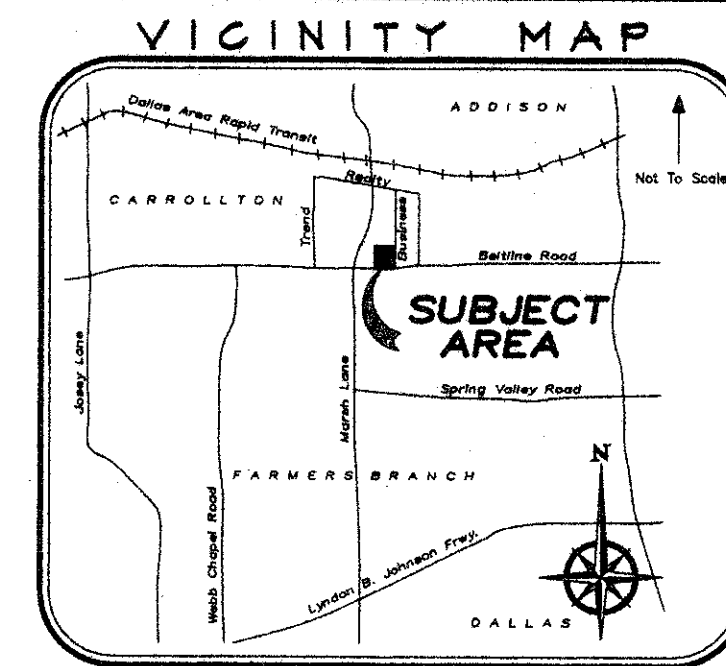 VICINITY MAP
ADDISON
Dallas Area Rapid Transit
Not To Scale
Realty
CARROLLTON
Trend
Business
Beltline Road
SUBJECT
AREA
Josey Lane
Marsh Lane
Spring Valley Road
N
FARMERS BRANCH
Webb Chapel Road
Lyndon B. Johnson Frwy.
DALLAS